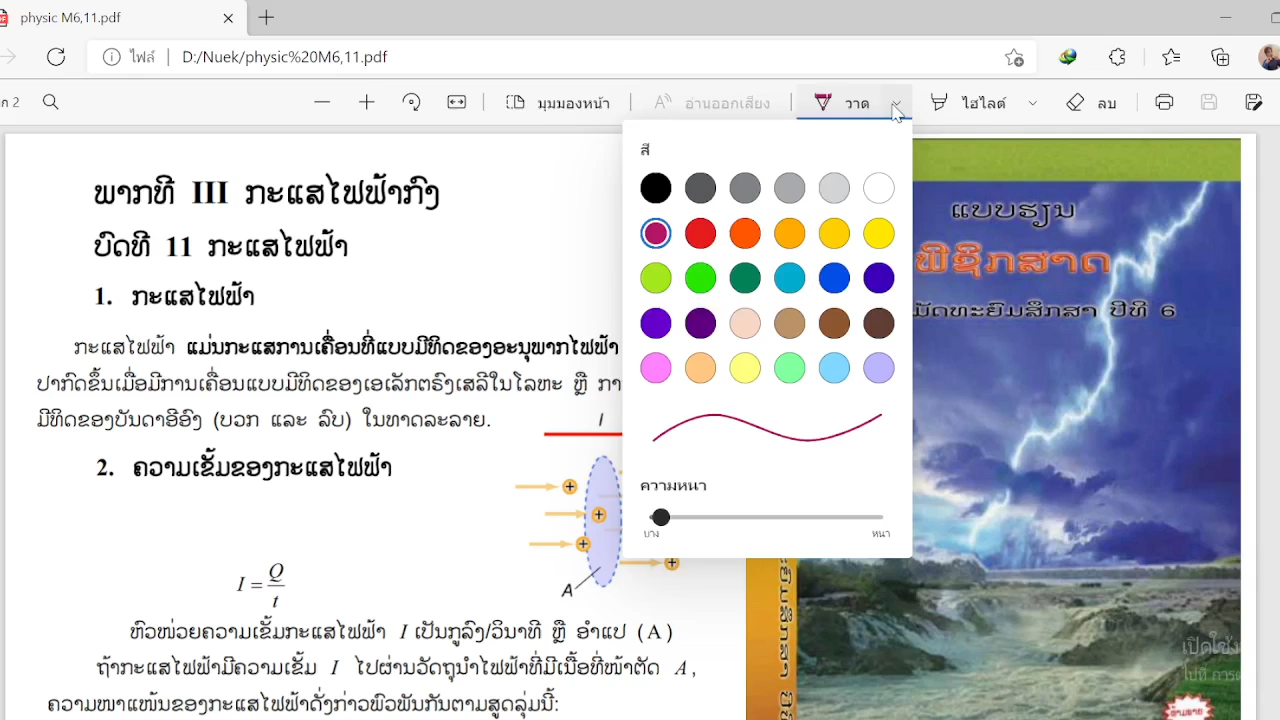 physic M6,11.pdf
ไฟล์ D:/Nuek/physic%20M6,11.pdf
2
มุมมองหน้า
อ่านออกเสียง
วาด
ไฮไลต์
ลบ
สี
ความหนา
บาง
หนา
ພາກທີ III ກະແສໄຟຟ້າກົງ
ບົດທີ 11 ກະແສໄຟຟ້າ
1. ກະແສໄຟຟ້າ
ກະແສໄຟຟ້າ ແມ່ນກະແສການເຄື່ອນທີ່ແບບມີທິດຂອງອະນຸພາກໄຟຟ້າ
ປາກົດຂຶ້ນເມື່ອມີການເຄື່ອນແບບມີທິດຂອງເອເລັກຕຣົງເສລີໃນໂລຫະ ຫຼື
ມີທິດຂອງບັນດາອີອົງ (ບວກ ແລະ ລົບ) ໃນທາດລະລາຍ.
I
2. ຄວາມເຂັ້ມຂອງກະແສໄຟຟ້າ
+
+
+
+
A
I = Q/t
ຫົວໜ່ວຍຄວາມເຂັ້ມກະແສໄຟຟ້າ I ເປັນກູລົງ/ວິນາທີ ຫຼື ອຳແປ (A)
ຖ້າກະແສໄຟຟ້າມີຄວາມເຂັ້ມ I ໄປຜ່ານວັດຖຸນຳໄຟຟ້າທີ່ມີເນື້ອທີ່ໜ້າຕັດ A,
ຄວາມໜາແໜ້ນຂອງກະແສໄຟຟ້າດັ່ງກ່າວພົວພັນກັນຕາມສູດລຸ່ມນີ້:
ແບບຮຽນ
ຟີຊິກສາດ
ມັດທະຍົມສຶກສາ ປີທີ 6